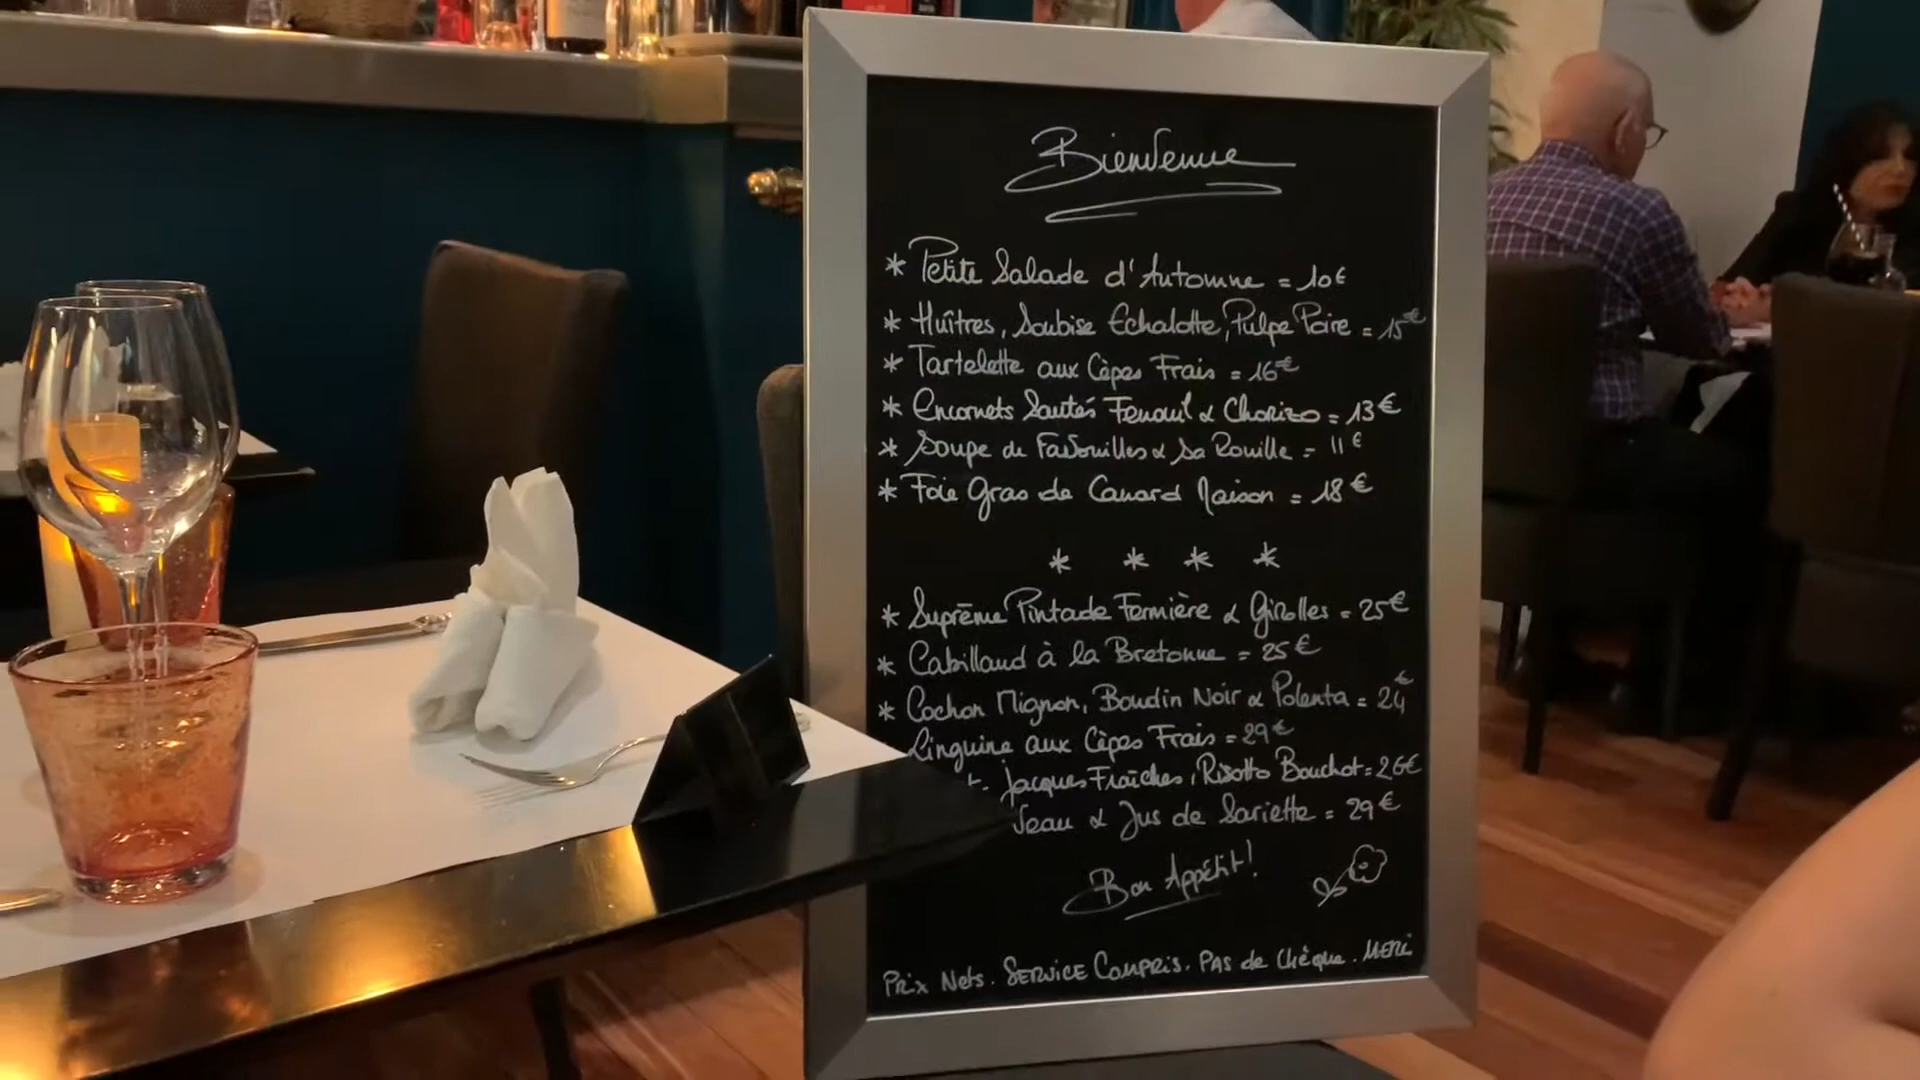 Bienvenue
* Petite Salade d'Automne = 10€
* Huîtres, Soubise Echalotte, Pulpe Poire = 15€
* Tartelette aux Cèpes Frais = 16€
* Encornets Sautés Fenouil & Chorizo = 13€
* Soupe de Favouilles & Sa Rouille = 11€
* Foie Gras de Canard Maison = 18€
* * * *
* Suprême Pintade Fermière & Girolles = 25€
* Cabillaud à la Bretonne = 25€
* Cochon Mignon, Boudin Noir & Polenta = 24€
Linguine aux Cèpes Frais = 29€
t. Jacques Fraîches, Risotto Bouchot = 26€
Veau & Jus de Sariette = 29€
Bon Appétit!
Prix Nets. Service Compris. Pas de Chèque. Merci